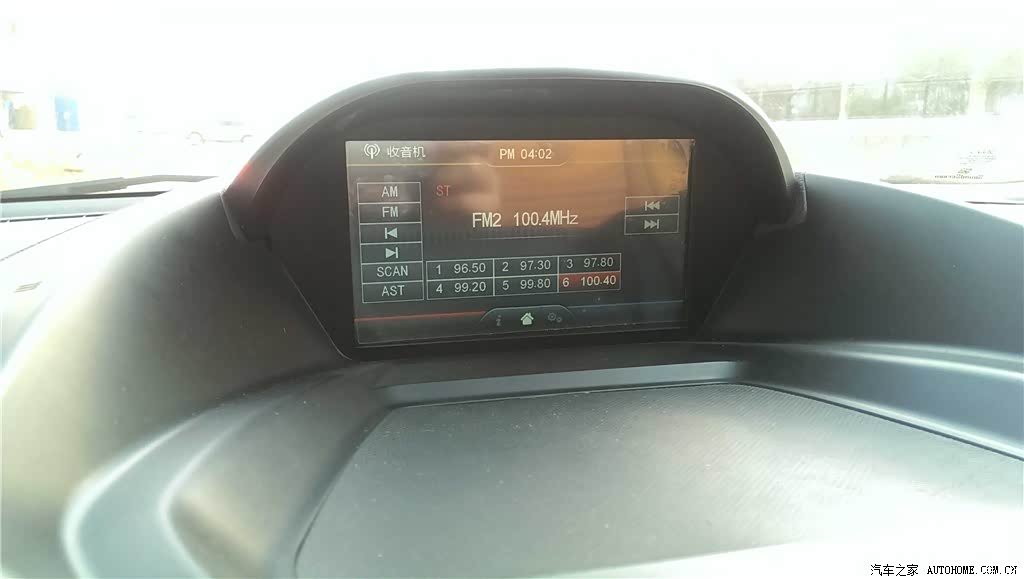 收音机 PM 04:02
AM ST
FM FM2 100.4MHz
SCAN 1 96.50 2 97.30 3 97.80
AST 4 99.20 5 99.80 6 100.40
汽车之家 AUTOHOME.COM.CN